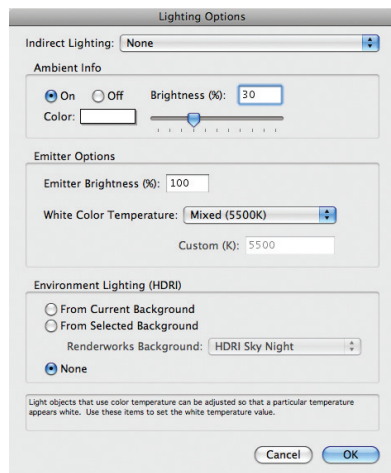 Lighting Options
Indirect Lighting: None
Ambient Info
On Off Brightness (%): 30
Color:
Emitter Options
Emitter Brightness (%): 100
White Color Temperature: Mixed (5500K)
Custom (K): 5500
Environment Lighting (HDRI)
From Current Background
From Selected Background
Renderworks Background: HDRI Sky Night
None
Light objects that use color temperature can be adjusted so that a particular temperature
appears white. Use these items to set the white temperature value.
Cancel OK